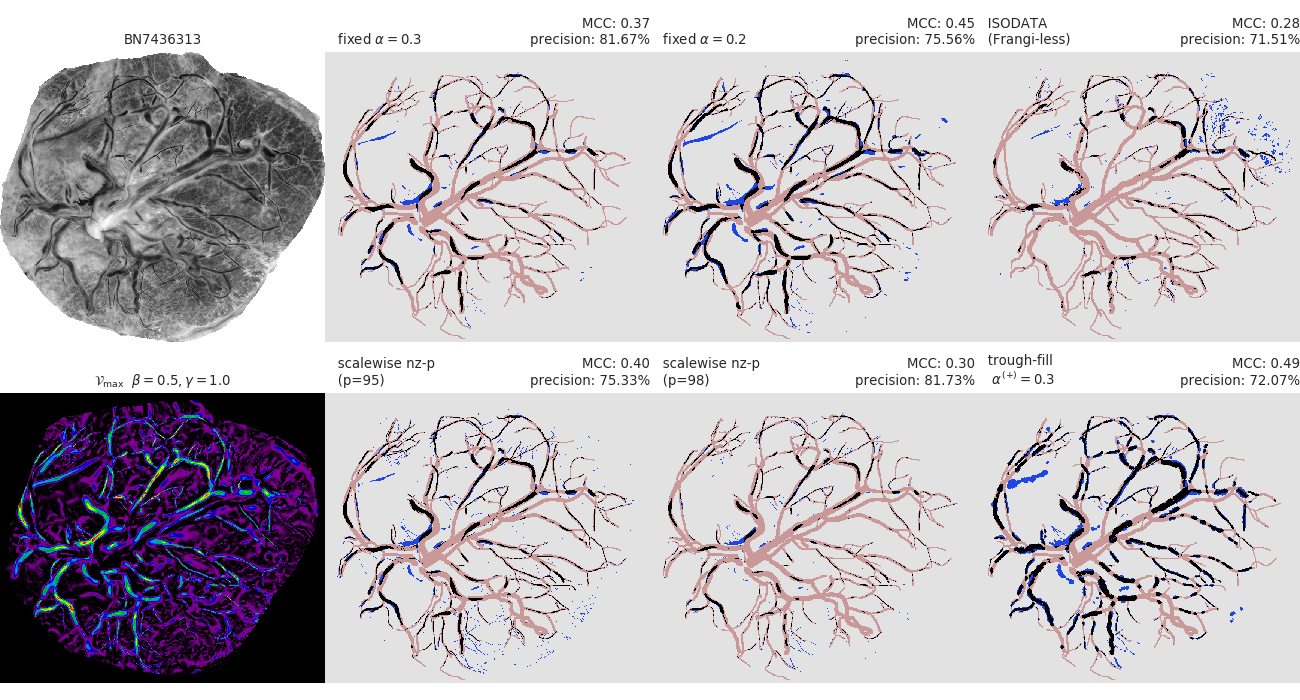 BN7436313
fixed α = 0.3
MCC: 0.37
precision: 81.67%
fixed α = 0.2
MCC: 0.45
precision: 75.56%
ISODATA
(Frangi-less)
MCC: 0.28
precision: 71.51%
𝒱max β = 0.5, γ = 1.0
scalewise nz-p
(p=95)
MCC: 0.40
precision: 75.33%
scalewise nz-p
(p=98)
MCC: 0.30
precision: 81.73%
trough-fill
α(+) = 0.3
MCC: 0.49
precision: 72.07%